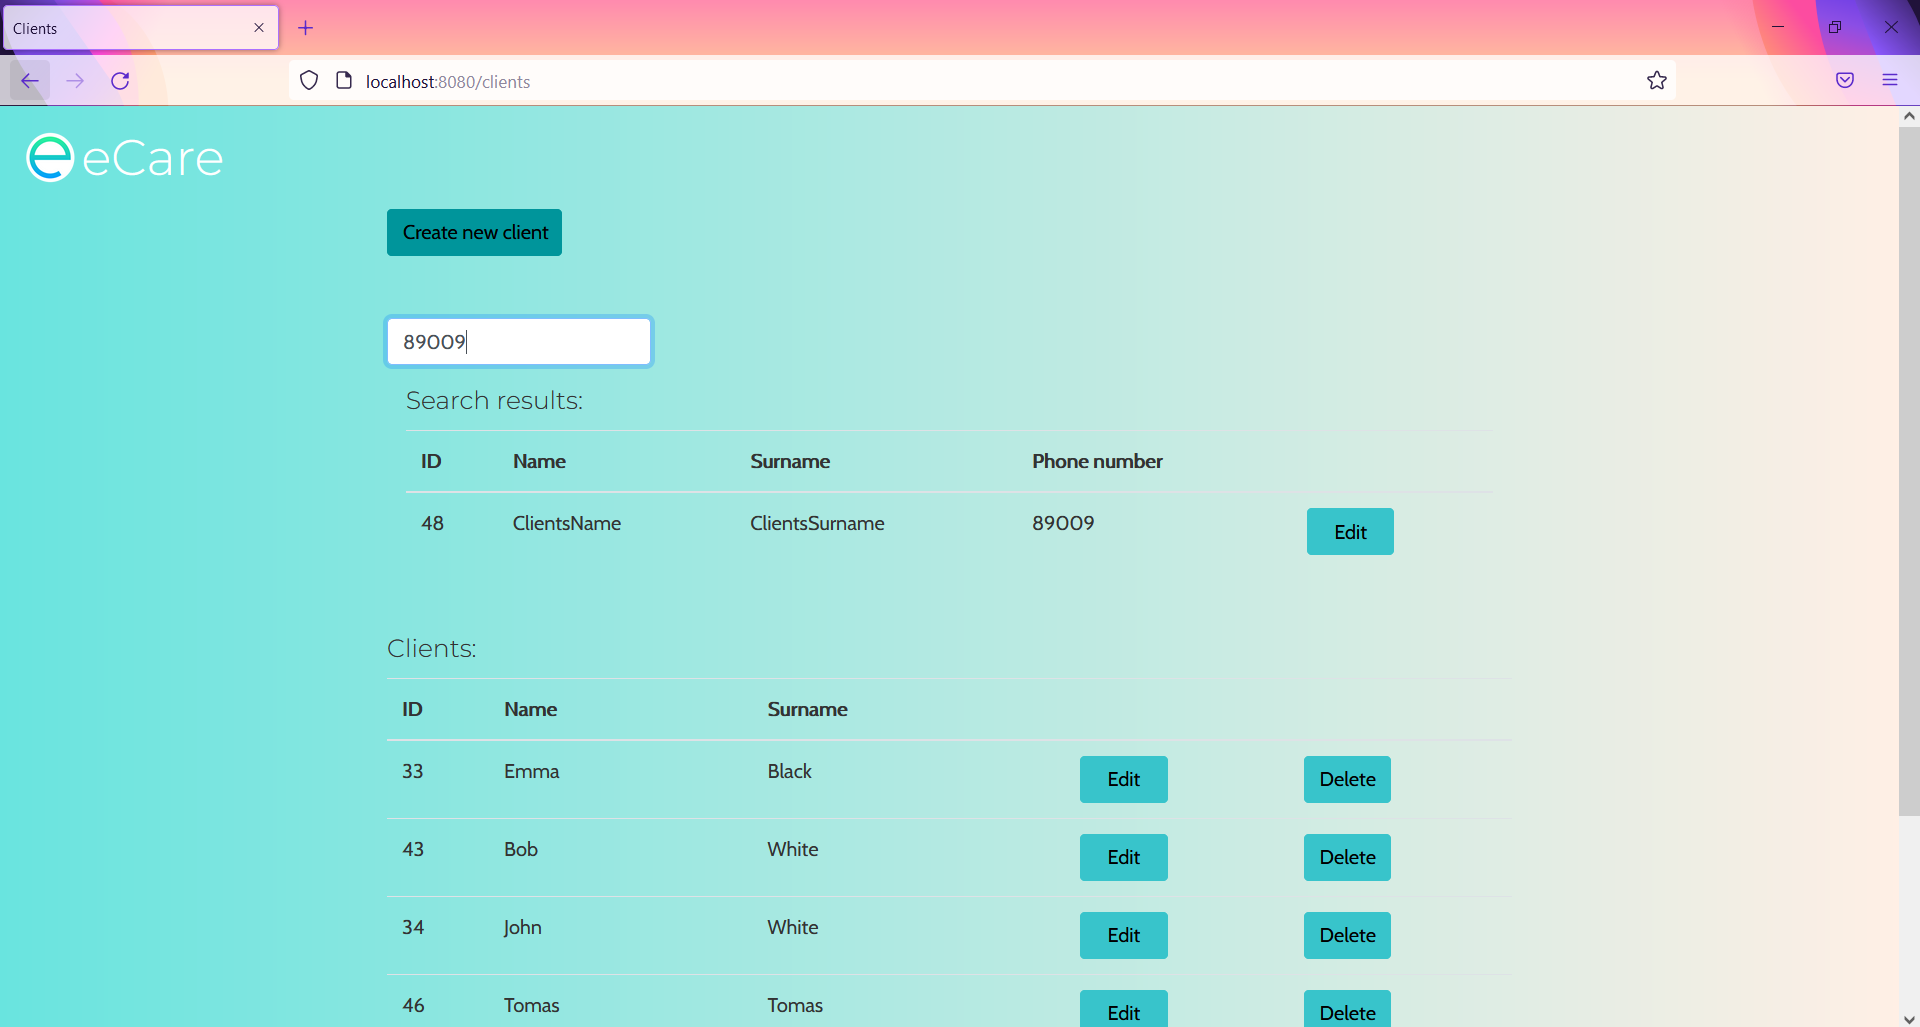 Clients
localhost:8080/clients
eCare
Create new client
89009
Search results:
ID Name Surname Phone number
48 ClientsName ClientsSurname 89009 Edit
Clients:
ID Name Surname
33 Emma Black Edit Delete
43 Bob White Edit Delete
34 John White Edit Delete
46 Tomas Tomas Edit Delete